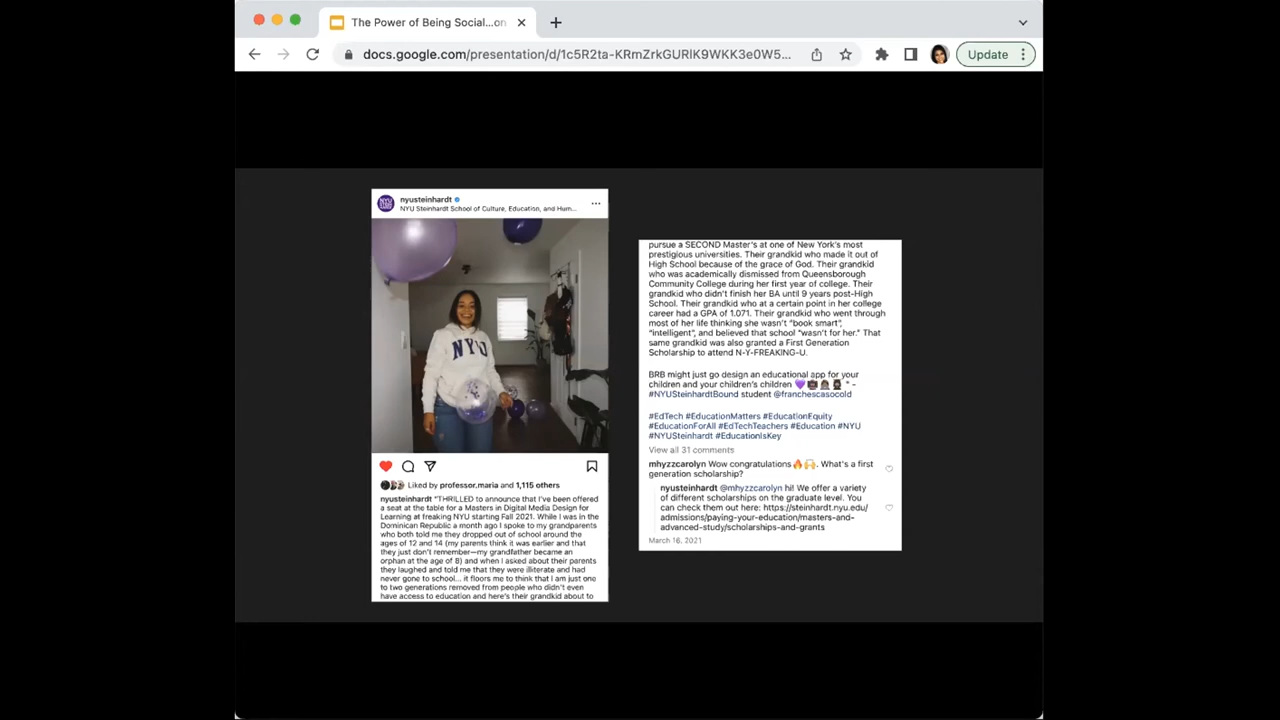 The Power of Being Social...on
docs.google.com/presentation/d/1c5R2ta-KRmZrkGURlK9WKK3e0W5...
Update
nyusteinhardt
NYU Steinhardt School of Culture, Education, and Hum...
NYU
Liked by professor.maria and 1,115 others
nyusteinhardt "THRILLED to announce that I've been offered
a seat at the table for a Masters in Digital Media Design for
Learning at freaking NYU starting Fall 2021. While I was in the
Dominican Republic a month ago I spoke to my grandparents
who both told me they dropped out of school around the
ages of 12 and 14 (my parents think it was earlier and that
they just don't remember—my grandfather became an
orphan at the age of 8) and when I asked about their parents
they laughed and told me that they were illiterate and had
never gone to school... it floors me to think that I am just one
to two generations removed from people who didn't even
have access to education and here's their grandkid about to
pursue a SECOND Master's at one of New York's most
prestigious universities. Their grandkid who made it out of
High School because of the grace of God. Their grandkid
who was academically dismissed from Queensborough
Community College during her first year of college. Their
grandkid who didn't finish her BA until 9 years post-High
School. Their grandkid who at a certain point in her college
career had a GPA of 1.071. Their grandkid who went through
most of her life thinking she wasn't "book smart",
"intelligent", and believed that school "wasn't for her." That
same grandkid was also granted a First Generation
Scholarship to attend N-Y-FREAKING-U.
BRB might just go design an educational app for your
children and your children's children 💜 " -
#NYUSteinhardtBound student @franchescasocold
#EdTech #EducationMatters #EducationEquity
#EducationForAll #EdTechTeachers #Education #NYU
#NYUSteinhardt #EducationIsKey
View all 31 comments
mhyzzcarolyn Wow congratulations 🔥🙌. What's a first
generation scholarship?
nyusteinhardt @mhyzzcarolyn hi! We offer a variety
of different scholarships on the graduate level. You
can check them out here: https://steinhardt.nyu.edu/
admissions/paying-your-education/masters-and-
advanced-study/scholarships-and-grants
March 16, 2021